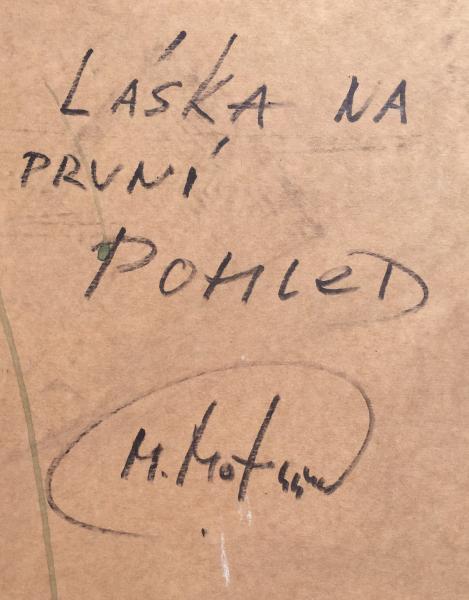 LÁSKA NA
PRVNÍ
POHLED
M.